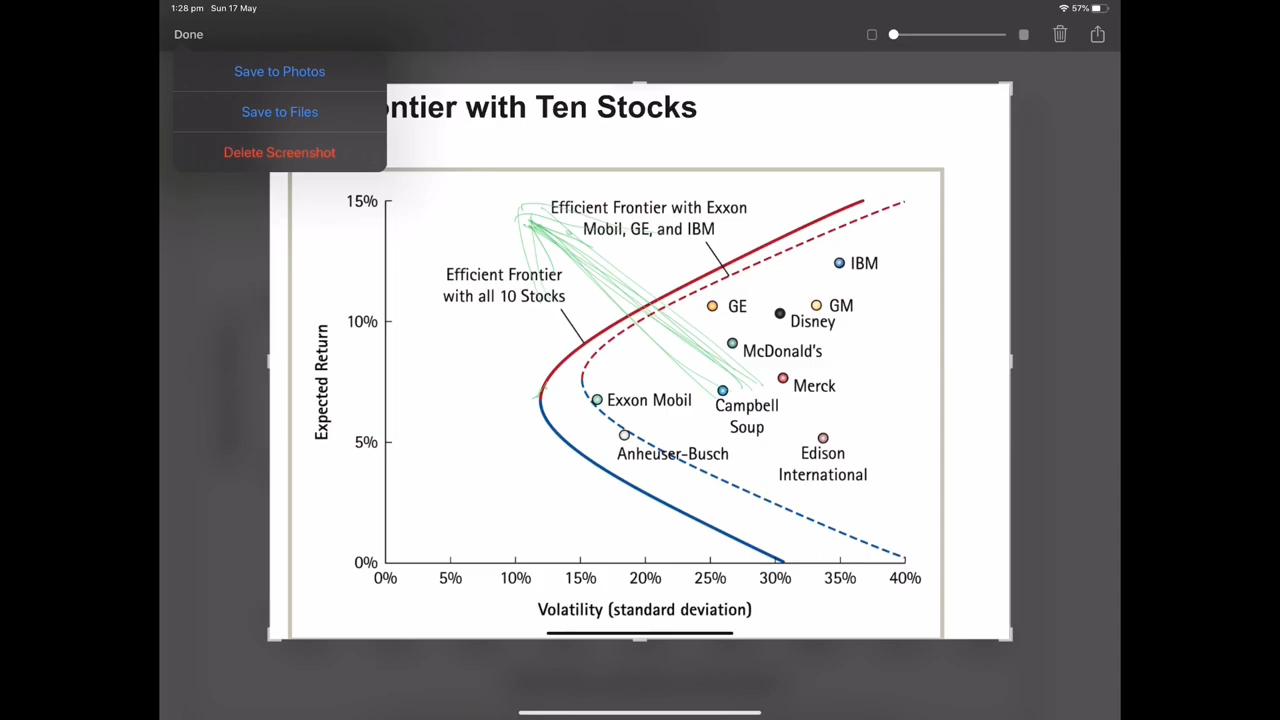 1:28 pm Sun 17 May
57%
Done
Save to Photos
Save to Files
Delete Screenshot
ntier with Ten Stocks
15%
10%
5%
0%
Expected Return
Efficient Frontier with Exxon
Mobil, GE, and IBM
Efficient Frontier
with all 10 Stocks
IBM
GE
GM
Disney
McDonald's
Merck
Exxon Mobil
Campbell
Soup
Anheuser-Busch
Edison
International
0% 5% 10% 15% 20% 25% 30% 35% 40%
Volatility (standard deviation)